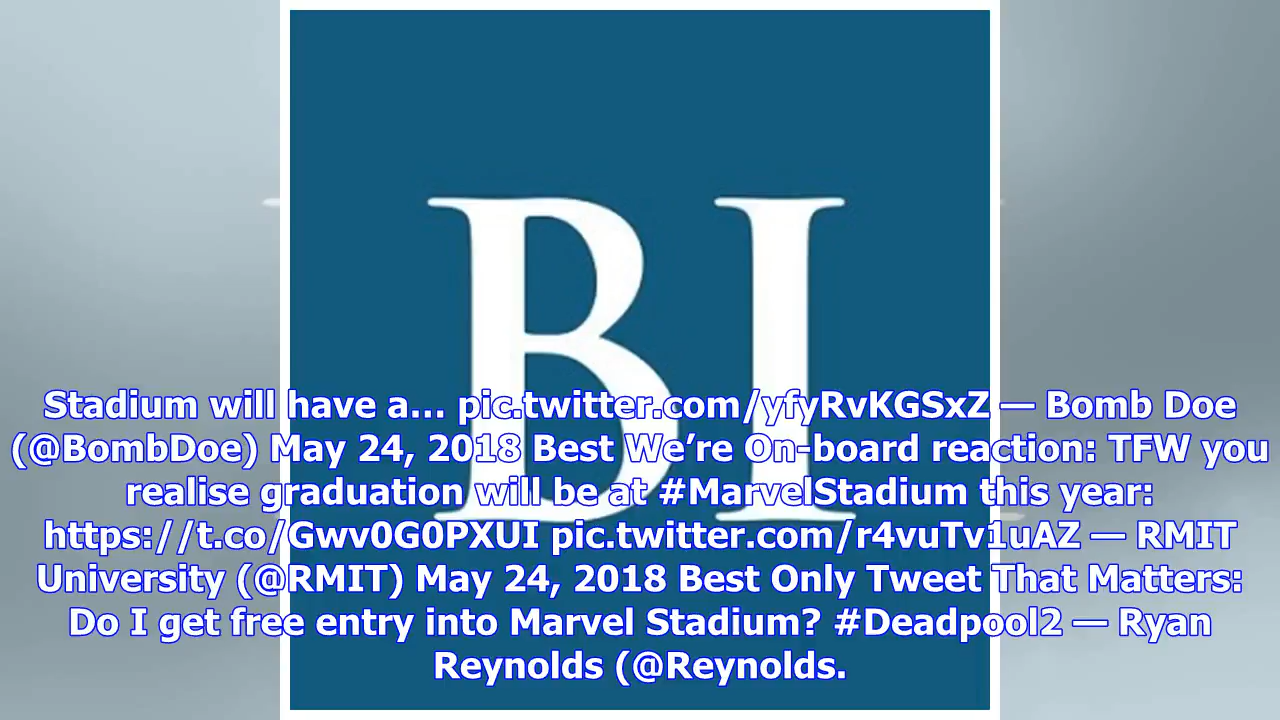 BI
Stadium will have a... pic.twitter.com/yfyRvKGSxZ — Bomb Doe
(@BombDoe) May 24, 2018 Best We’re On-board reaction: TFW you
realise graduation will be at #MarvelStadium this year:
https://t.co/Gwv0G0PXUI pic.twitter.com/r4vuTv1uAZ — RMIT
University (@RMIT) May 24, 2018 Best Only Tweet That Matters:
Do I get free entry into Marvel Stadium? #Deadpool2 — Ryan
Reynolds (@Reynolds.